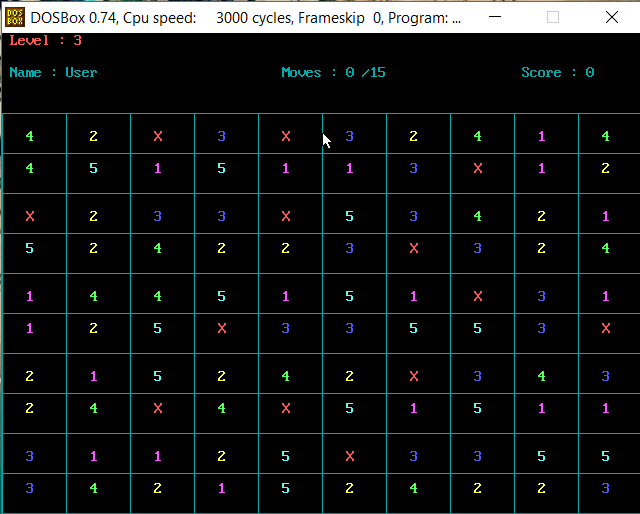 DOS BOX DOSBox 0.74, Cpu speed: 3000 cycles, Frameskip 0, Program: ...
Level : 3
Name : User Moves : 0 /15 Score : 0
4 2 X 3 X 3 2 4 1 4
4 5 1 5 1 1 3 X 1 2
X 2 3 3 X 5 3 4 2 1
5 2 4 2 2 3 X 3 2 4
1 4 4 5 1 5 1 X 3 1
1 2 5 X 3 3 5 5 3 X
2 1 5 2 4 2 X 3 4 3
2 4 X 4 X 5 1 5 1 1
3 1 1 2 5 X 3 3 5 5
3 4 2 1 5 2 4 2 2 3